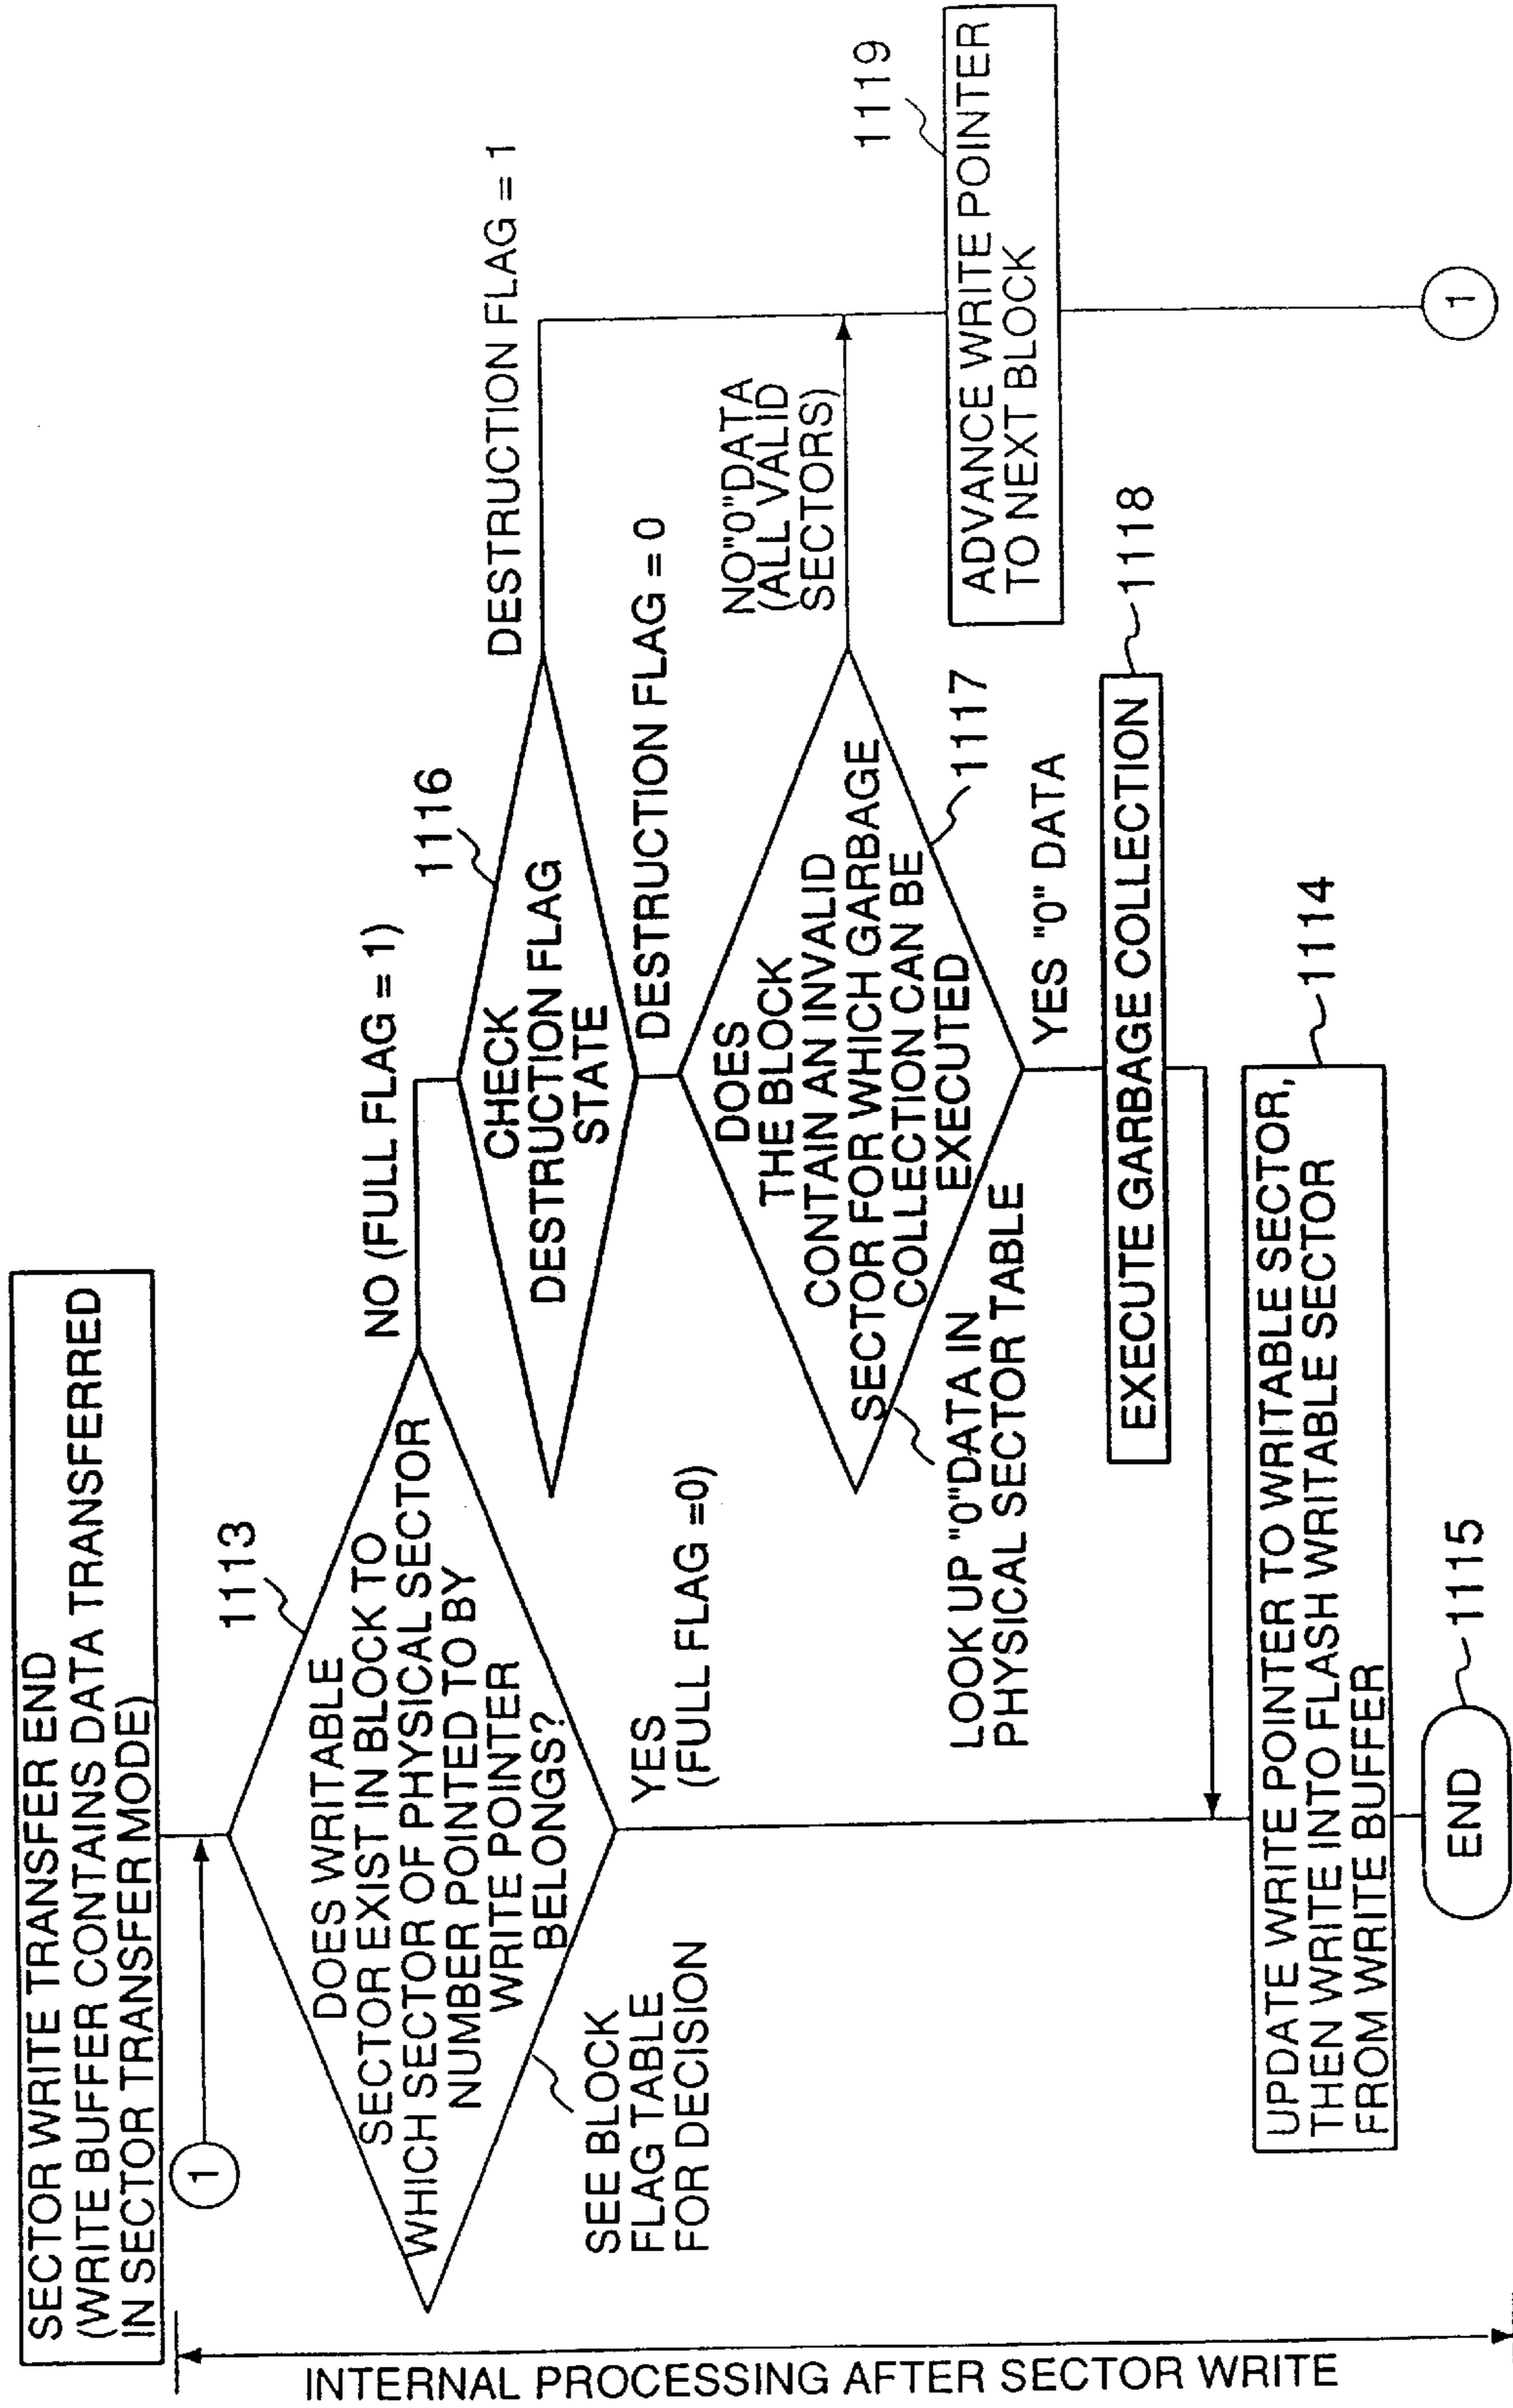 SECTOR WRITE TRANSFER END
(WRITE BUFFER CONTAINS DATA TRANSFERRED
IN SECTOR TRANSFER MODE)
1
1113
DOES WRITABLE
SECTOR EXIST IN BLOCK TO
WHICH SECTOR OF PHYSICAL SECTOR
NUMBER POINTED TO BY
WRITE POINTER
BELONGS?
NO (FULL FLAG = 1)
SEE BLOCK
FLAG TABLE
FOR DECISION
YES
(FULL FLAG =0)
1116
CHECK
DESTRUCTION FLAG
STATE
DESTRUCTION FLAG = 1
DESTRUCTION FLAG = 0
DOES
THE BLOCK
CONTAIN AN INVALID
SECTOR FOR WHICH GARBAGE
COLLECTION CAN BE
EXECUTED
1117
NO"0"DATA
(ALL VALID
SECTORS)
LOOK UP "0"DATA IN
PHYSICAL SECTOR TABLE
YES "0" DATA
1119
ADVANCE WRITE POINTER
TO NEXT BLOCK
EXECUTE GARBAGE COLLECTION
1118
1114
UPDATE WRITE POINTER TO WRITABLE SECTOR,
THEN WRITE INTO FLASH WRITABLE SECTOR
FROM WRITE BUFFER
END
1115
1
INTERNAL PROCESSING AFTER SECTOR WRITE